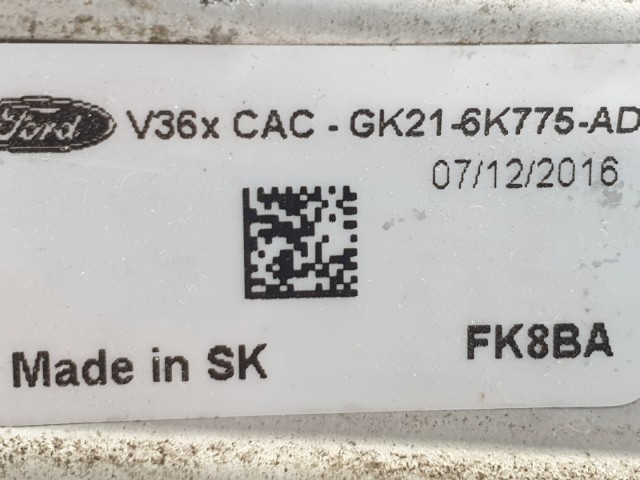 Ford V36x CAC - GK21-6K775-AD
07/12/2016
Made in SK
FK8BA